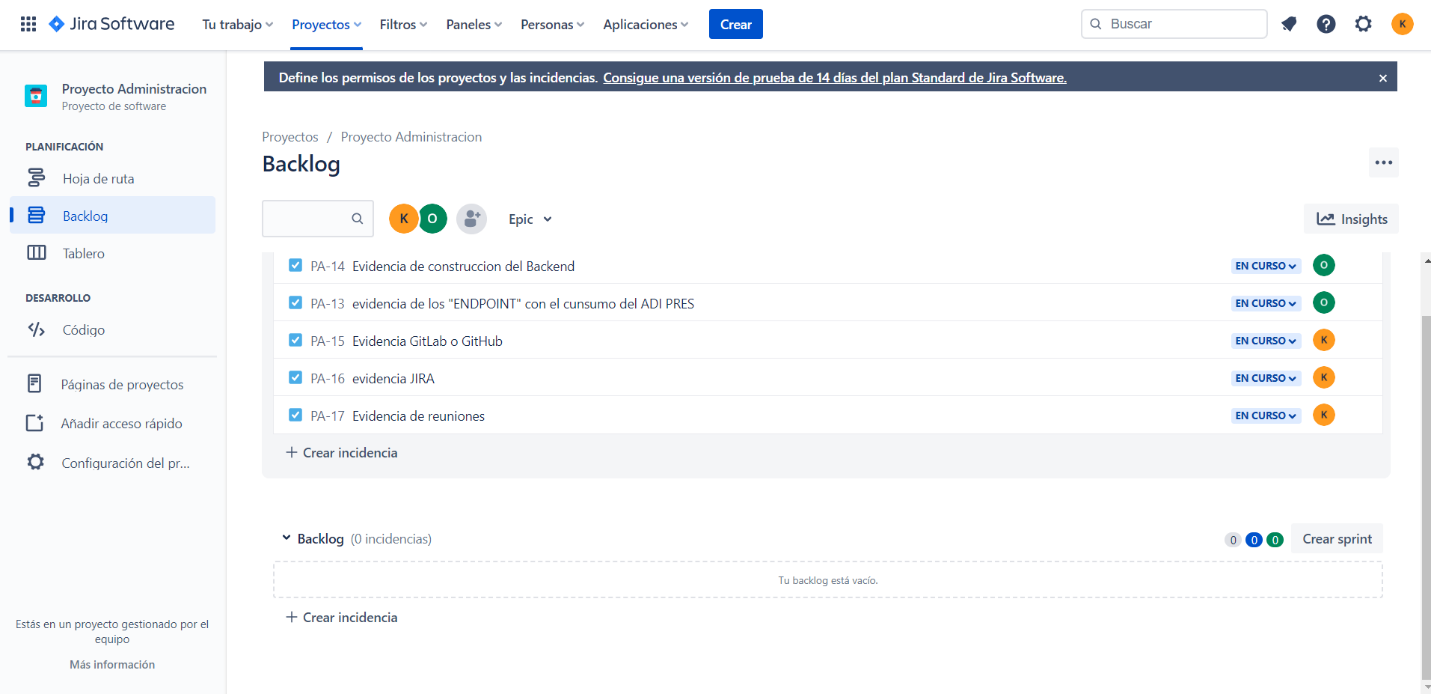 Jira Software Tu trabajo Proyectos Filtros Paneles Personas Aplicaciones Crear Buscar K
Define los permisos de los proyectos y las incidencias. Consigue una versión de prueba de 14 días del plan Standard de Jira Software.
Proyecto Administracion
Proyecto de software
PLANIFICACIÓN
Hoja de ruta
Backlog
Tablero
DESARROLLO
Código
Páginas de proyectos
Añadir acceso rápido
Configuración del pr...
Estás en un proyecto gestionado por el
equipo
Más información
Proyectos / Proyecto Administracion
Backlog
K O Epic Insights
PA-14 Evidencia de construccion del Backend EN CURSO O
PA-13 evidencia de los "ENDPOINT" con el cunsumo del ADI PRES EN CURSO O
PA-15 Evidencia GitLab o GitHub EN CURSO K
PA-16 evidencia JIRA EN CURSO K
PA-17 Evidencia de reuniones EN CURSO K
+ Crear incidencia
Backlog (0 incidencias) 0 0 0 Crear sprint
Tu backlog está vacío.
+ Crear incidencia